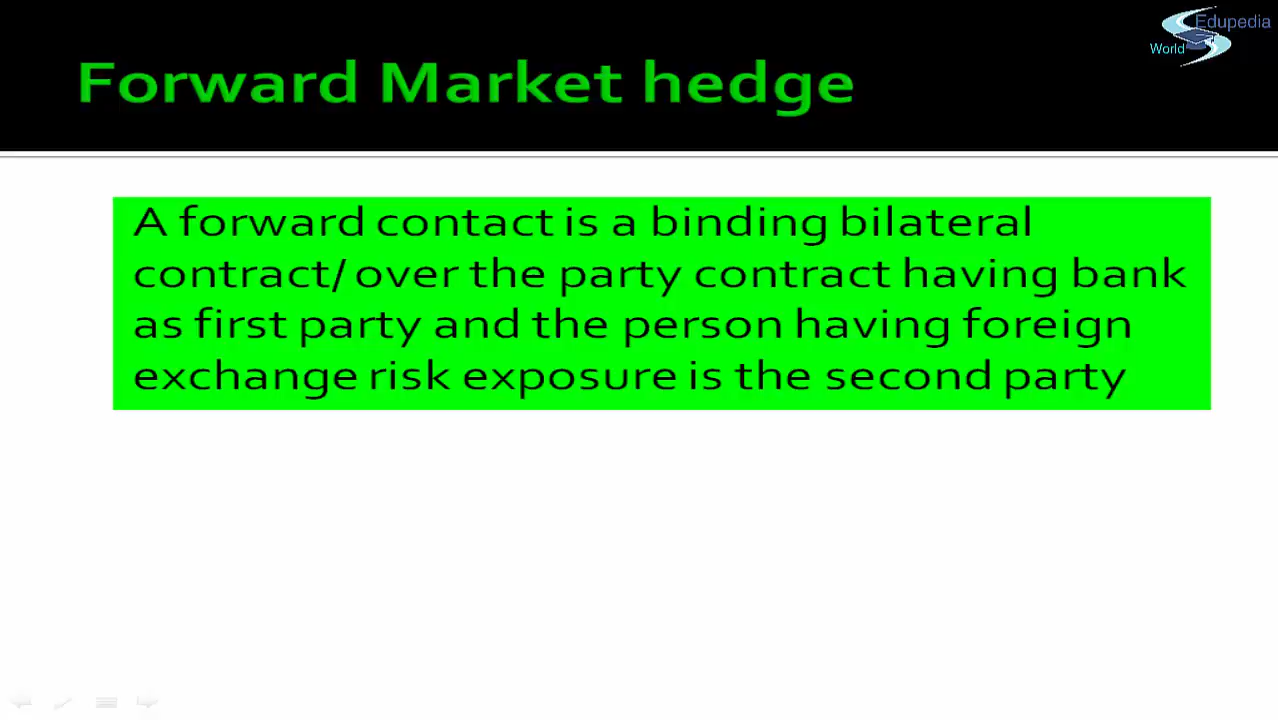 Edupedia
World
Forward Market hedge
A forward contact is a binding bilateral
contract/ over the party contract having bank
as first party and the person having foreign
exchange risk exposure is the second party